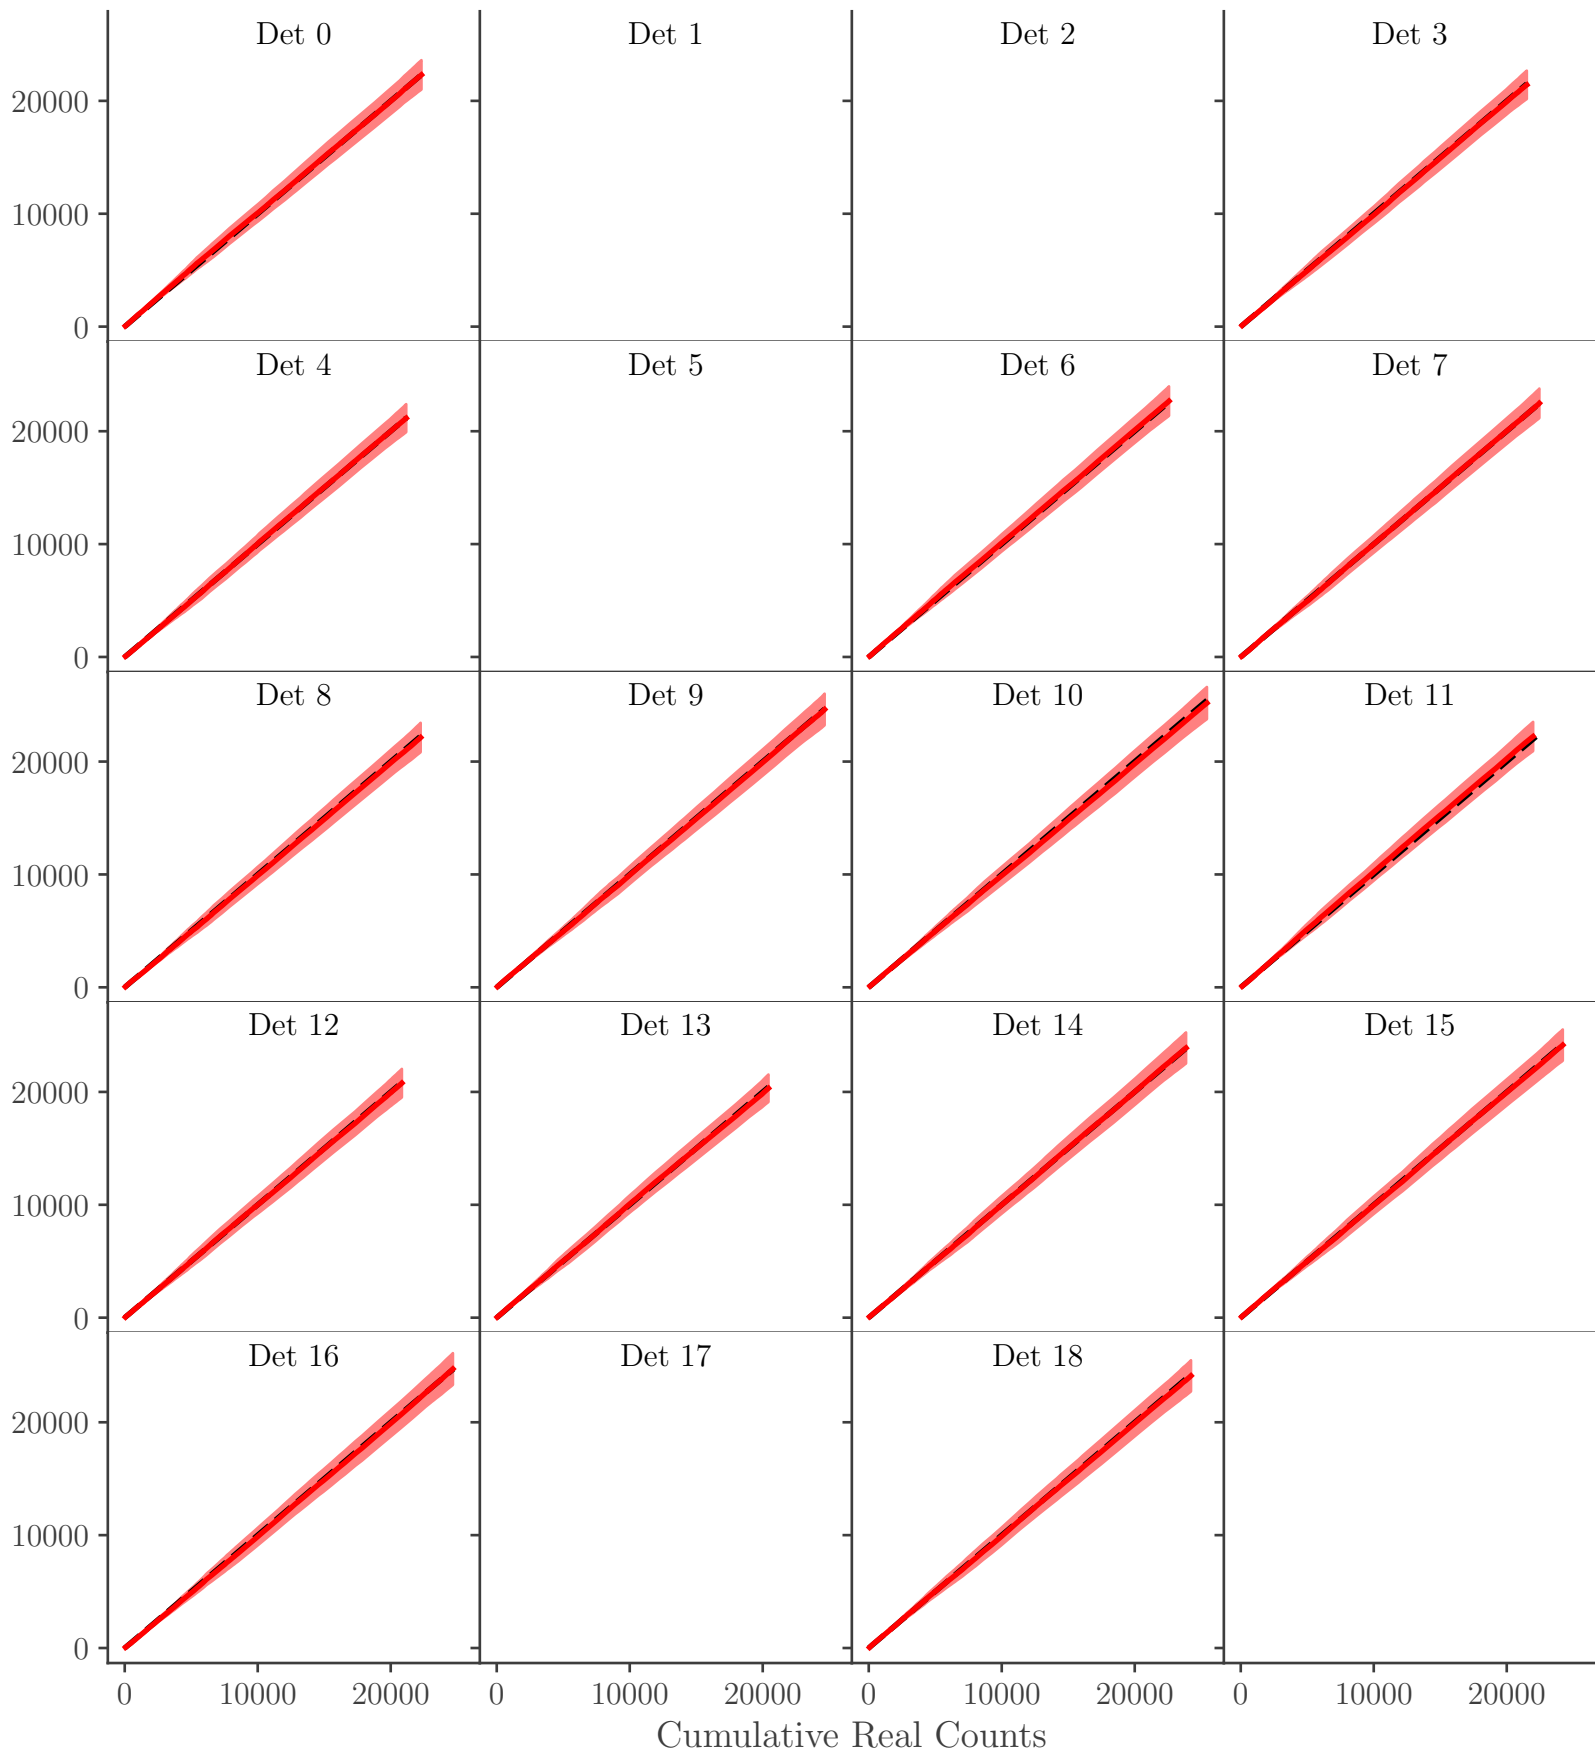 Det 0 Det 1 Det 2 Det 3
20000
10000
0
Det 4 Det 5 Det 6 Det 7
20000
10000
0
Det 8 Det 9 Det 10 Det 11
20000
10000
0
Det 12 Det 13 Det 14 Det 15
20000
10000
0
Det 16 Det 17 Det 18
20000
10000
0
0 10000 20000 0 10000 20000 0 10000 20000 0 10000 20000
Cumulative Real Counts